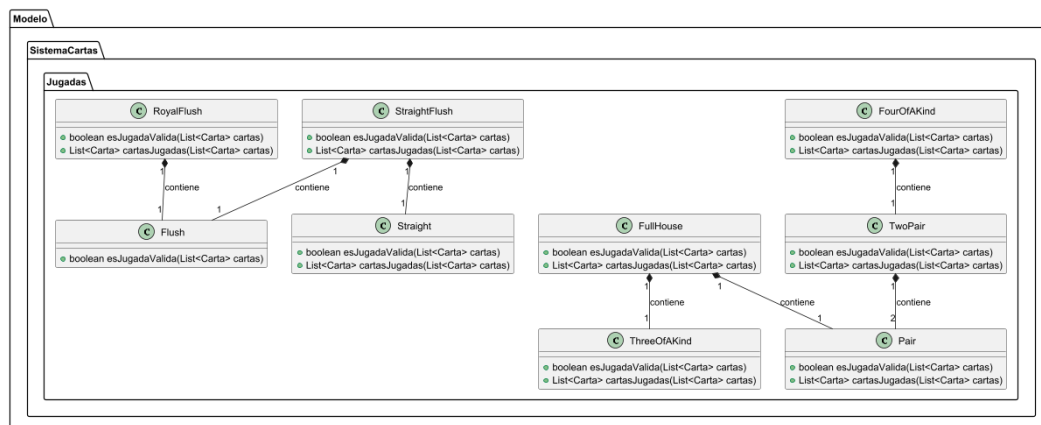 Modelo
SistemaCartas
Jugadas
C RoyalFlush
boolean esJugadaValida(List<Carta> cartas)
List<Carta> cartasJugadas(List<Carta> cartas)
C StraightFlush
boolean esJugadaValida(List<Carta> cartas)
List<Carta> cartasJugadas(List<Carta> cartas)
C FourOfAKind
boolean esJugadaValida(List<Carta> cartas)
List<Carta> cartasJugadas(List<Carta> cartas)
1
contiene
1
1
contiene
1
1
contiene
1
1
contiene
1
C Flush
boolean esJugadaValida(List<Carta> cartas)
C Straight
boolean esJugadaValida(List<Carta> cartas)
List<Carta> cartasJugadas(List<Carta> cartas)
C FullHouse
boolean esJugadaValida(List<Carta> cartas)
List<Carta> cartasJugadas(List<Carta> cartas)
C TwoPair
boolean esJugadaValida(List<Carta> cartas)
List<Carta> cartasJugadas(List<Carta> cartas)
1
contiene
1
1
contiene
1
1
contiene
2
C ThreeOfAKind
boolean esJugadaValida(List<Carta> cartas)
List<Carta> cartasJugadas(List<Carta> cartas)
C Pair
boolean esJugadaValida(List<Carta> cartas)
List<Carta> cartasJugadas(List<Carta> cartas)